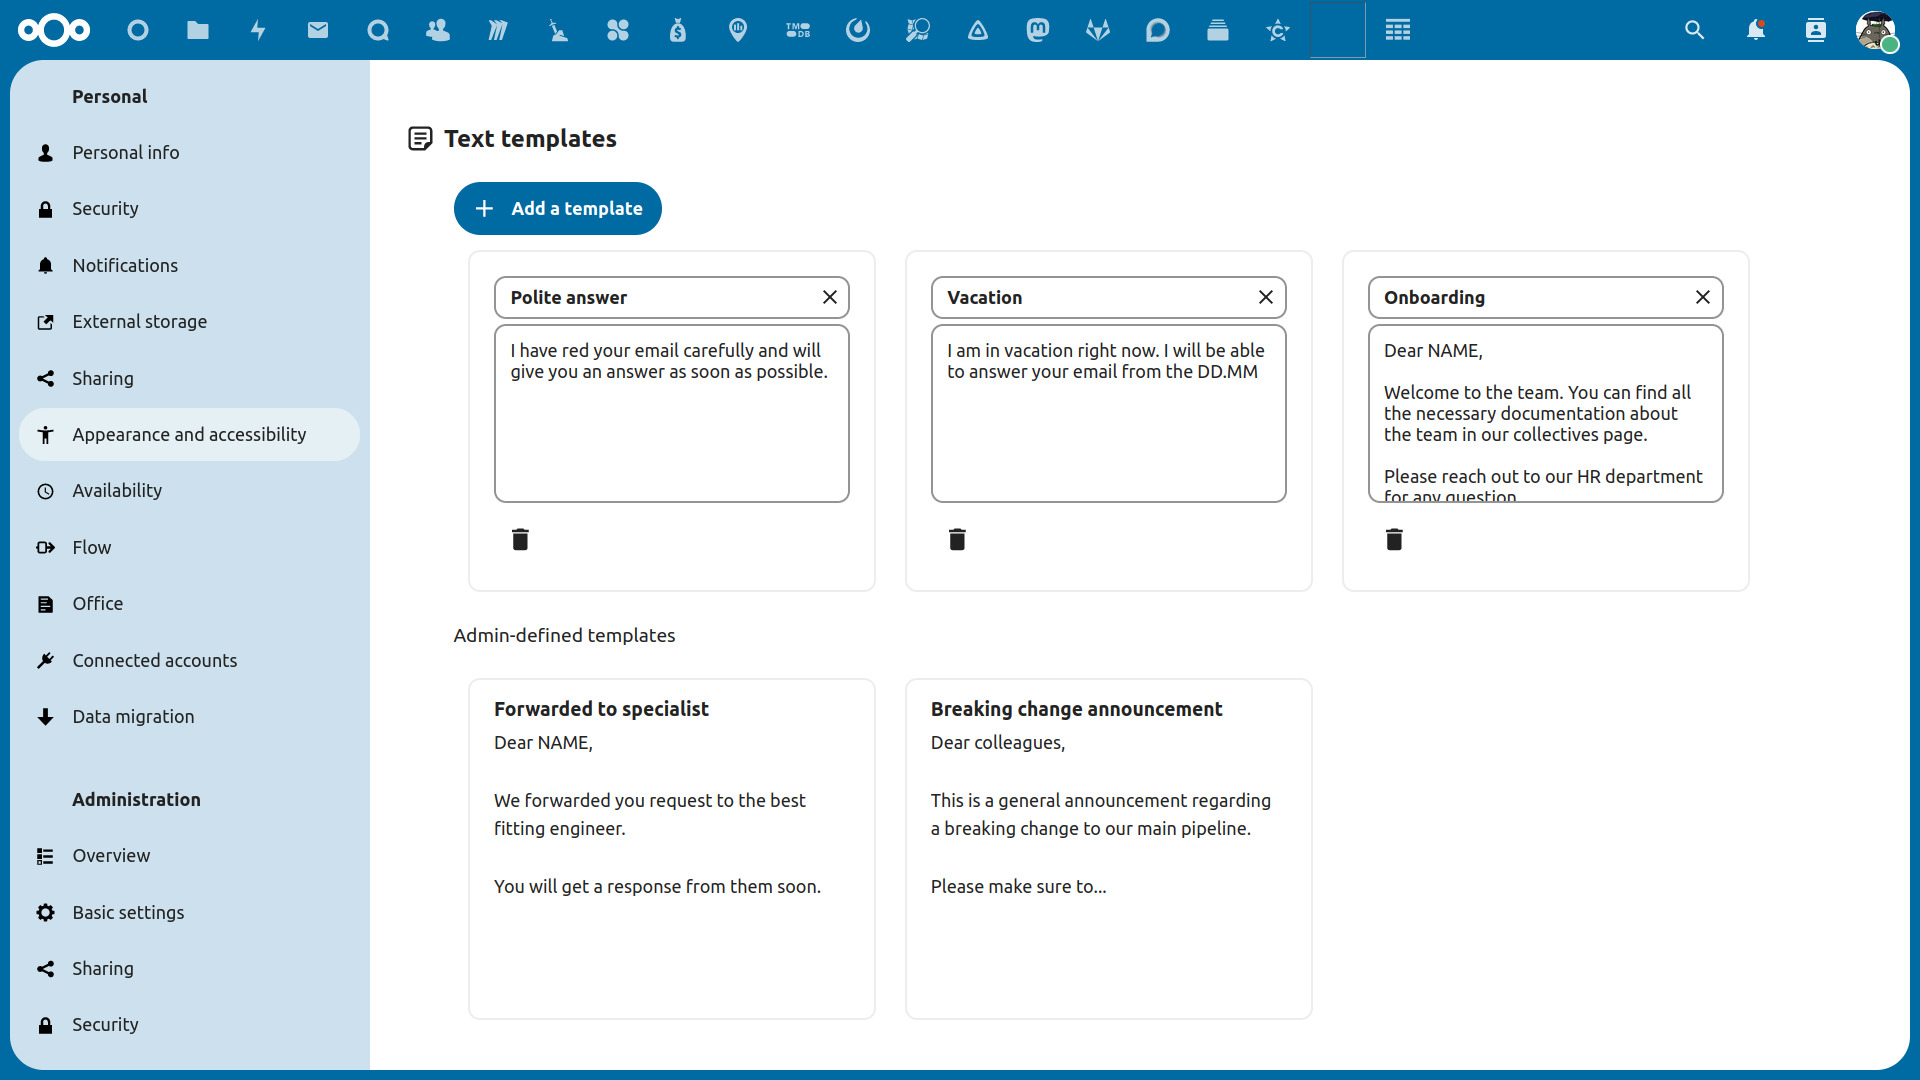 TM
DB
Personal
Personal info
Security
Notifications
External storage
Sharing
Appearance and accessibility
Availability
Flow
Office
Connected accounts
Data migration
Administration
Overview
Basic settings
Sharing
Security
Text templates
Add a template
Polite answer
I have red your email carefully and will
give you an answer as soon as possible.
Vacation
I am in vacation right now. I will be able
to answer your email from the DD.MM
Onboarding
Dear NAME,
Welcome to the team. You can find all
the necessary documentation about
the team in our collectives page.
Please reach out to our HR department
for any question
Admin-defined templates
Forwarded to specialist
Dear NAME,
We forwarded you request to the best
fitting engineer.
You will get a response from them soon.
Breaking change announcement
Dear colleagues,
This is a general announcement regarding
a breaking change to our main pipeline.
Please make sure to...